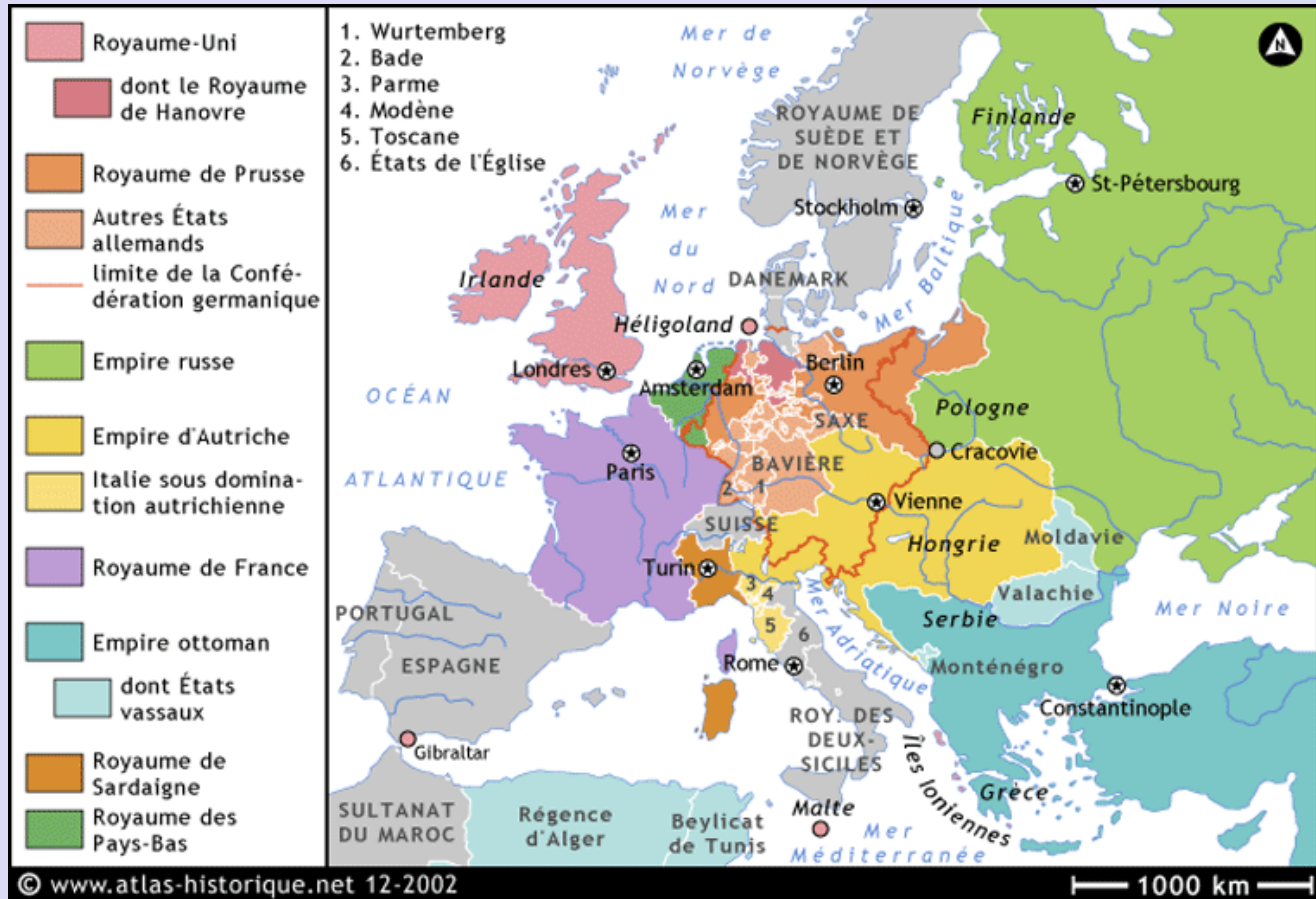 Royaume-Uni
dont le Royaume
de Hanovre
Royaume de Prusse
Autres États
allemands
limite de la Confé-
dération germanique
Empire russe
Empire d'Autriche
Italie sous domina-
tion autrichienne
Royaume de France
Empire ottoman
dont États
vassaux
Royaume de
Sardaigne
Royaume des
Pays-Bas
1. Wurtemberg
2. Bade
3. Parme
4. Modène
5. Toscane
6. États de l'Église
Mer de
Norvège
N
ROYAUME DE
SUÈDE ET
DE NORVÈGE
Finlande
St-Pétersbourg
Stockholm
Mer
du
Nord
Mer Baltique
Irlande
DANEMARK
Héligoland
Londres
Amsterdam
Berlin
OCÉAN
ATLANTIQUE
Pologne
SAXE
Cracovie
Paris
BAVIÈRE
2
1
Vienne
SUISSE
Hongrie
Moldavie
Turin
3
4
5
6
Valachie
Mer Noire
PORTUGAL
ESPAGNE
Mer Adriatique
Serbie
Rome
Monténégro
Constantinople
ROY. DES
DEUX-
SICILES
Îles Ioniennes
Gibraltar
Grèce
SULTANAT
DU MAROC
Régence
d'Alger
Beylicat
de Tunis
Malte
Mer
Méditerranée
© www.atlas-historique.net 12-2002
1000 km